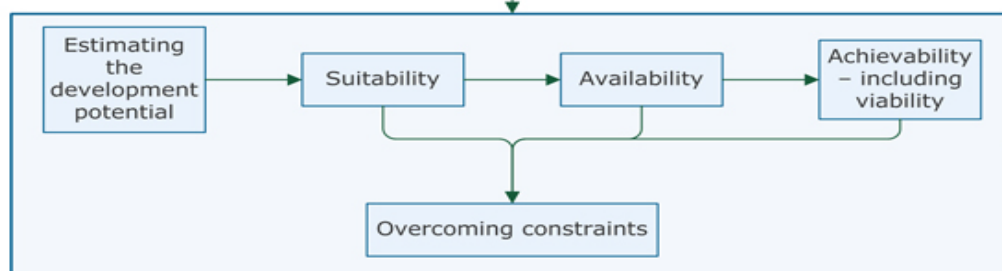 Estimating
the
development
potential
Suitability
Availability
Achievability
– including
viability
Overcoming constraints